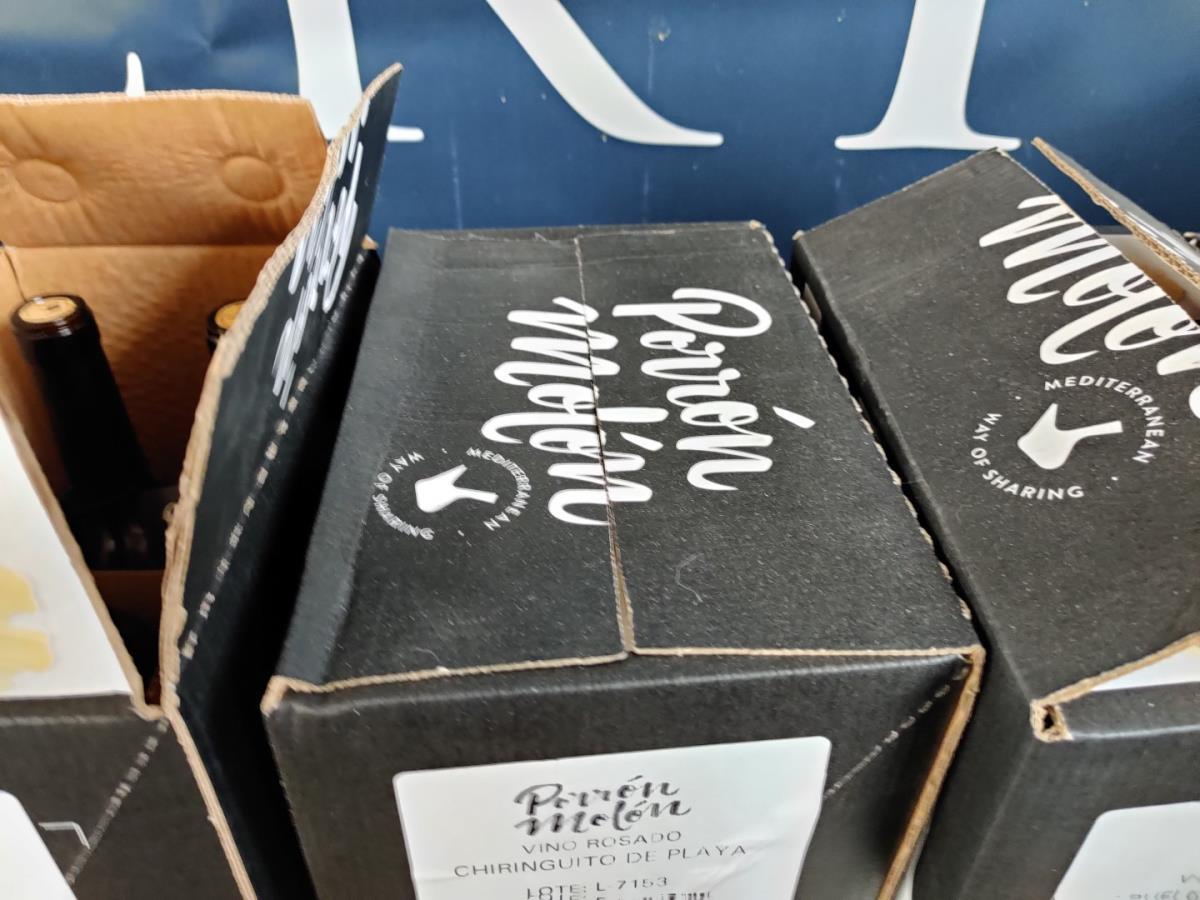 Porrón
molón
MEDITERRANEAN
WAY OF SHARING
molón
MEDITERRANEAN
WAY OF SHARING
Porrón
molón
VINO ROSADO
CHIRINGUITO DE PLAYA
LOTE: L-7153